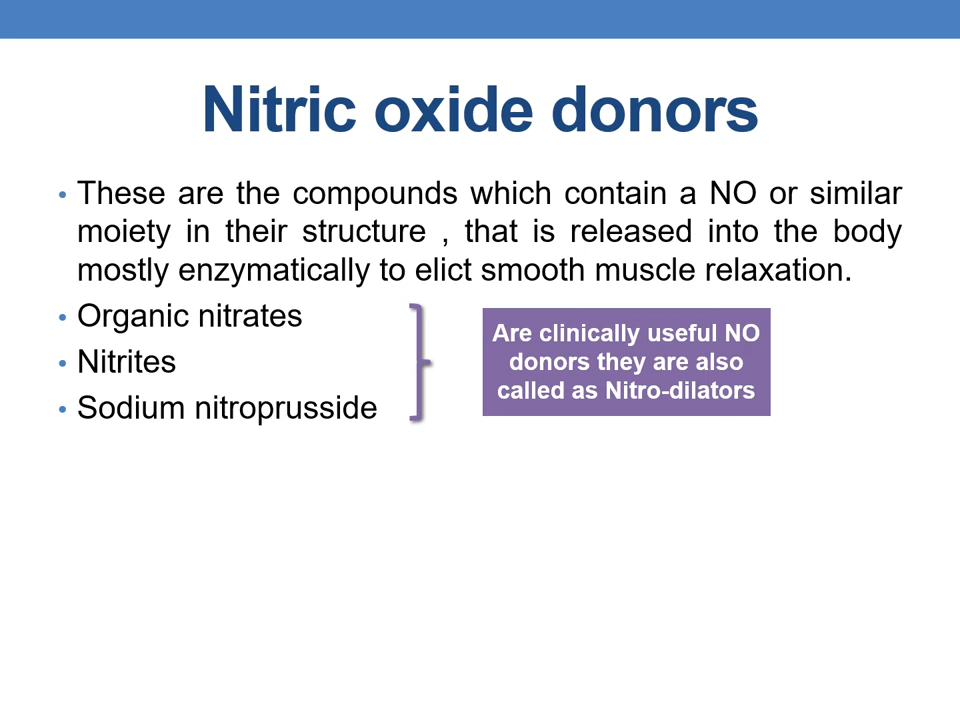 Nitric oxide donors
• These are the compounds which contain a NO or similar
moiety in their structure , that is released into the body
mostly enzymatically to elict smooth muscle relaxation.
• Organic nitrates
• Nitrites
• Sodium nitroprusside
Are clinically useful NO
donors they are also
called as Nitro-dilators